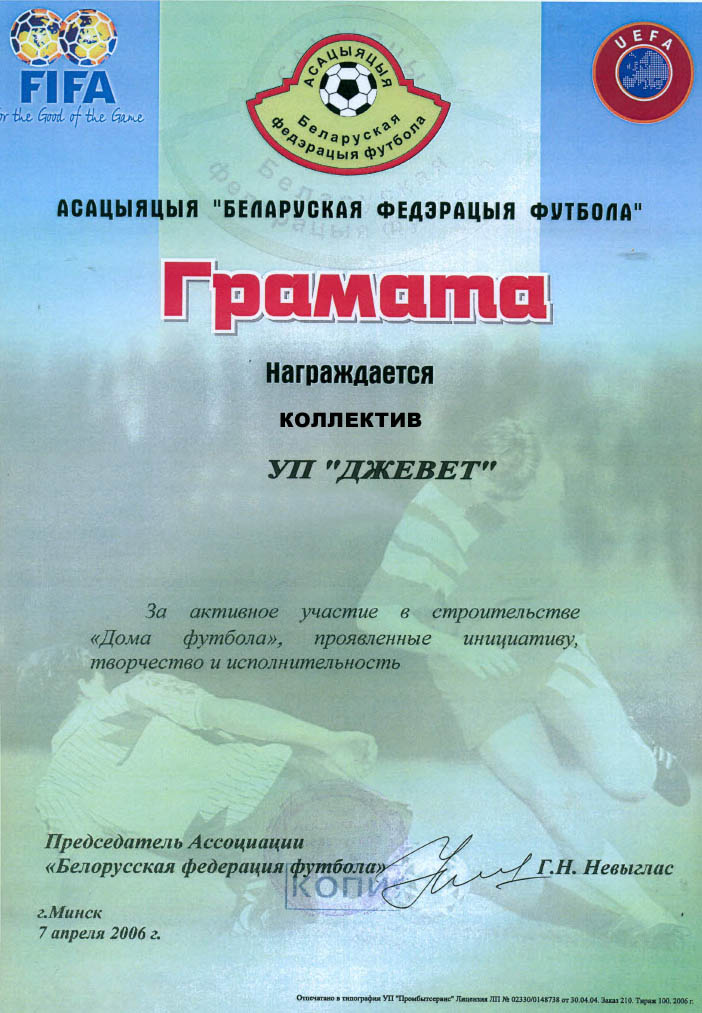 FIFA
For the Good of the Game
UEFA
АСАЦЫЯЦЫЯ
Беларуская
федэрацыя футбола
АСАЦЫЯЦЫЯ "БЕЛАРУСКАЯ ФЕДЭРАЦЫЯ ФУТБОЛА"
Грамата
Награждается
КОЛЛЕКТИВ
УП "ДЖЕВЕТ"
За активное участие в строительстве
«Дома футбола», проявленные инициативу,
творчество и исполнительность
Председатель Ассоциации
«Белорусская федерация футбола»
Г.Н. Невыглас
КОПИ
г.Минск
7 апреля 2006 г.
Отпечатано в типографии УП "Промбытсервис" Лицензия ЛП № 02330/0148738 от 30.04.04. Заказ 210. Тираж 100. 2006 г.